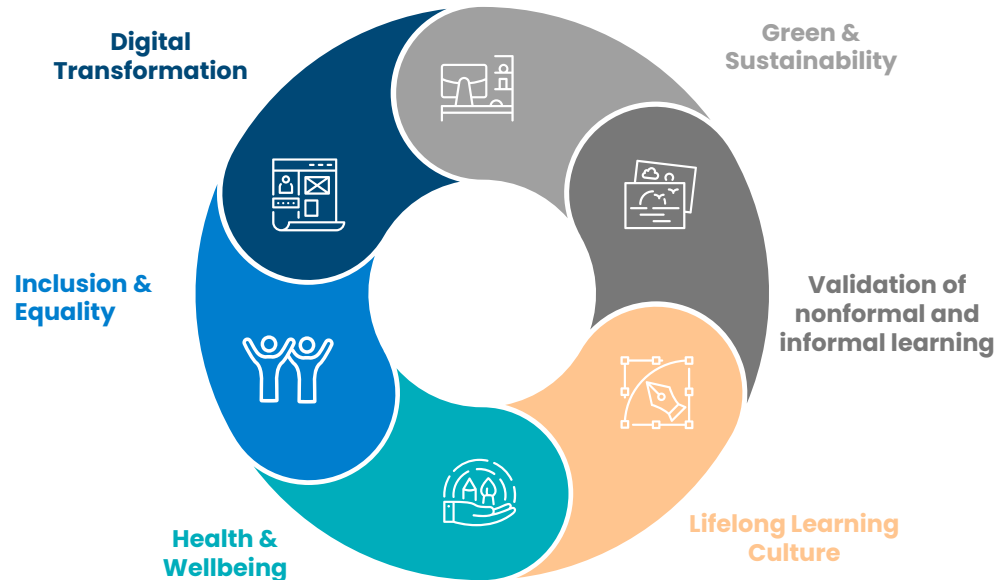 Digital
Transformation
Green &
Sustainability
Inclusion &
Equality
Validation of
nonformal and
informal learning
Health &
Wellbeing
Lifelong Learning
Culture